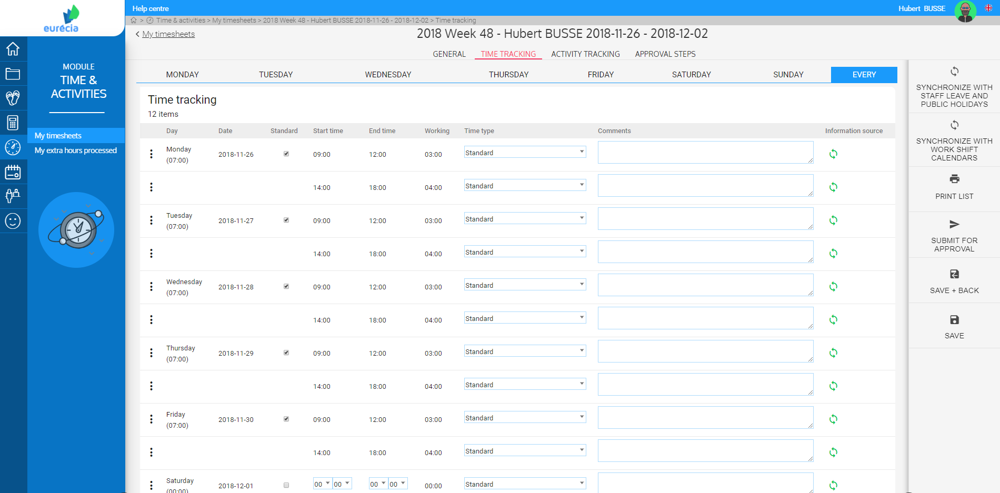 eurécia
Help centre
Hubert BUSSE
> Time & activities > My timesheets > 2018 Week 48 - Hubert BUSSE 2018-11-26 - 2018-12-02 > Time tracking
< My timesheets
2018 Week 48 - Hubert BUSSE 2018-11-26 - 2018-12-02
GENERAL TIME TRACKING ACTIVITY TRACKING APPROVAL STEPS
MODULE
TIME &
ACTIVITIES
My timesheets
My extra hours processed
MONDAY TUESDAY WEDNESDAY THURSDAY FRIDAY SATURDAY SUNDAY EVERY
Time tracking
12 items
Day Date Standard Start time End time Working Time type Comments Information source
Monday
(07:00) 2018-11-26 09:00 12:00 03:00 Standard
14:00 18:00 04:00 Standard
Tuesday
(07:00) 2018-11-27 09:00 12:00 03:00 Standard
14:00 18:00 04:00 Standard
Wednesday
(07:00) 2018-11-28 09:00 12:00 03:00 Standard
14:00 18:00 04:00 Standard
Thursday
(07:00) 2018-11-29 09:00 12:00 03:00 Standard
14:00 18:00 04:00 Standard
Friday
(07:00) 2018-11-30 09:00 12:00 03:00 Standard
14:00 18:00 04:00 Standard
Saturday
(00:00) 2018-12-01 00 00 00 00 00:00 Standard
SYNCHRONIZE WITH
STAFF LEAVE AND
PUBLIC HOLIDAYS
SYNCHRONIZE WITH
WORK SHIFT
CALENDARS
PRINT LIST
SUBMIT FOR
APPROVAL
SAVE + BACK
SAVE